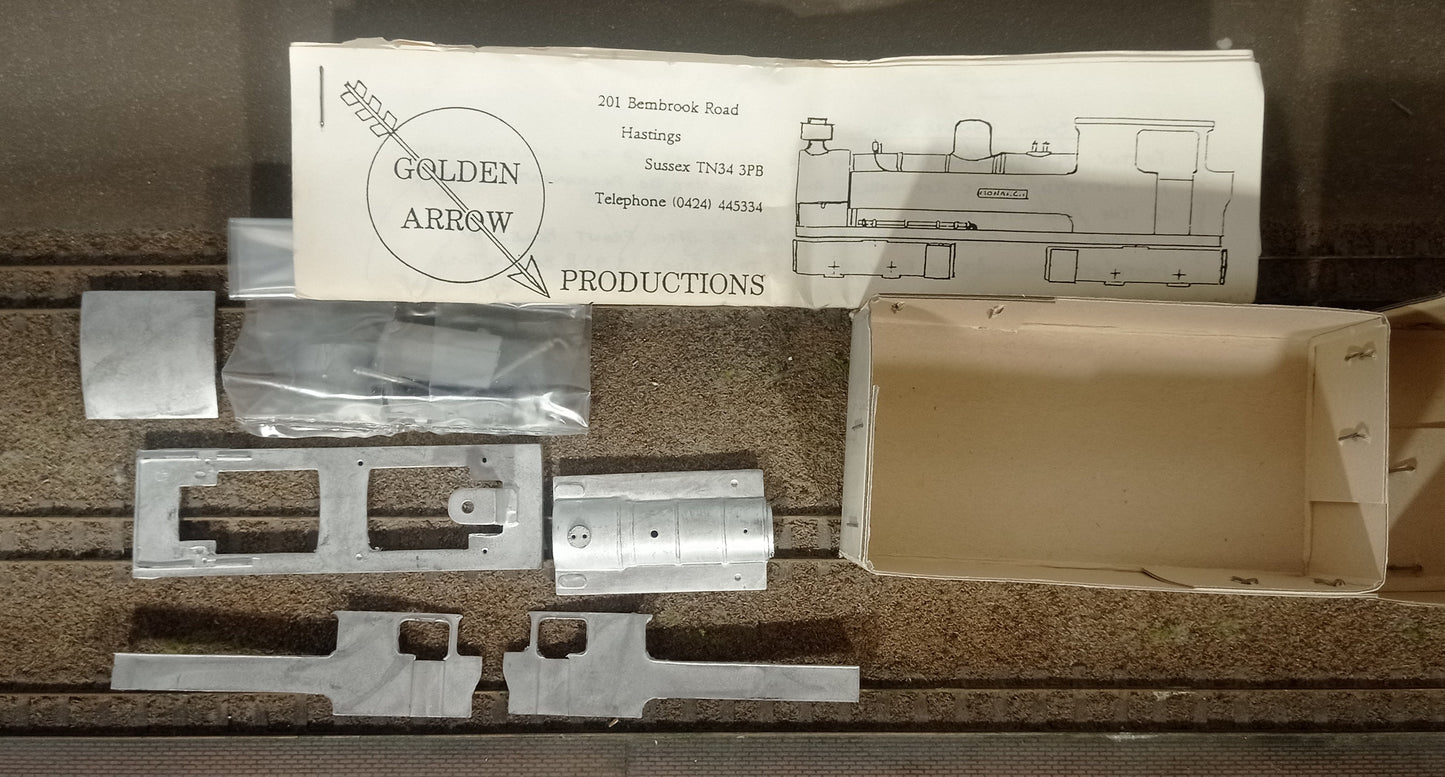 GOLDEN
ARROW
PRODUCTIONS
201 Bembrook Road
Hastings
Sussex TN34 3PB
Telephone (0424) 445334